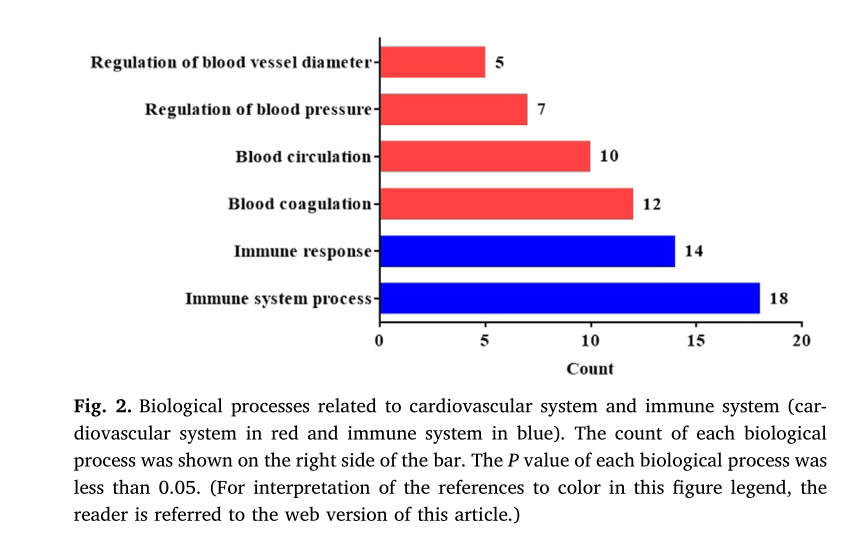 Regulation of blood vessel diameter 5
Regulation of blood pressure 7
Blood circulation 10
Blood coagulation 12
Immune response 14
Immune system process 18
0 5 10 15 20
Count
Fig. 2. Biological processes related to cardiovascular system and immune system (car-
diovascular system in red and immune system in blue). The count of each biological
process was shown on the right side of the bar. The P value of each biological process was
less than 0.05. (For interpretation of the references to color in this figure legend, the
reader is referred to the web version of this article.)